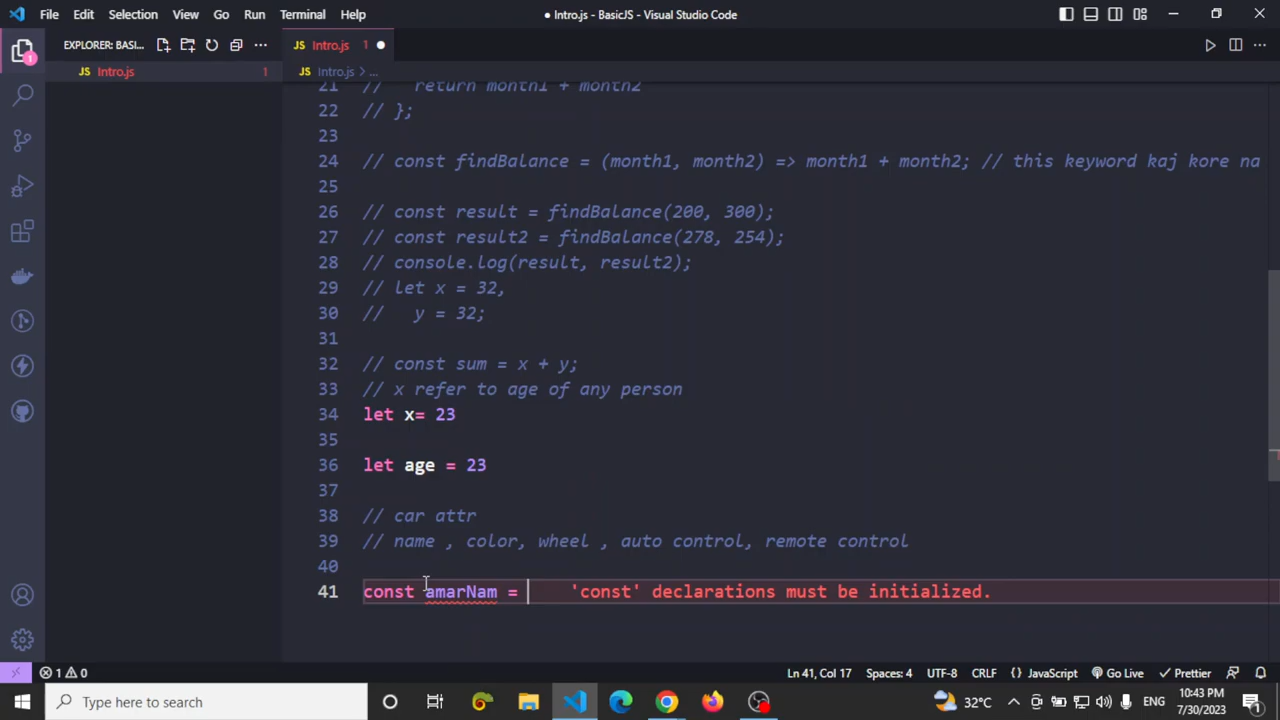 File Edit Selection View Go Run Terminal Help
● Intro.js - BasicJS - Visual Studio Code
EXPLORER: BASI...
JS Intro.js 1 ●
JS Intro.js 1
JS Intro.js > ...
21 // return month1 + month2
22 // };
23
24 // const findBalance = (month1, month2) => month1 + month2; // this keyword kaj kore na
25
26 // const result = findBalance(200, 300);
27 // const result2 = findBalance(278, 254);
28 // console.log(result, result2);
29 // let x = 32,
30 // y = 32;
31
32 // const sum = x + y;
33 // x refer to age of any person
34 let x= 23
35
36 let age = 23
37
38 // car attr
39 // name , color, wheel , auto control, remote control
40
41 const amarNam = 'const' declarations must be initialized.
1 0
Ln 41, Col 17 Spaces: 4 UTF-8 CRLF {} JavaScript Go Live Prettier
Type here to search
32°C ENG
10:43 PM
7/30/2023
1